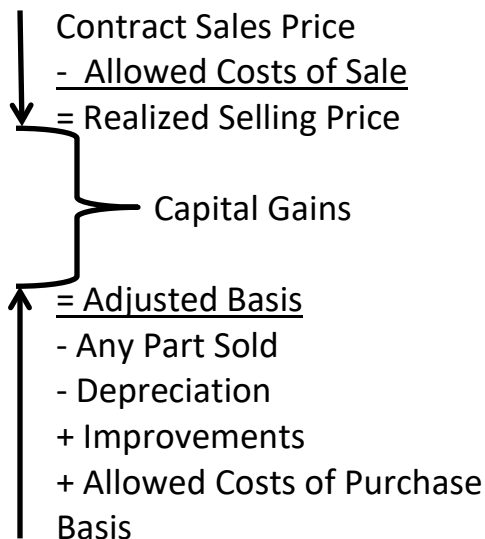 Contract Sales Price
- Allowed Costs of Sale
= Realized Selling Price
Capital Gains
= Adjusted Basis
- Any Part Sold
- Depreciation
+ Improvements
+ Allowed Costs of Purchase
Basis